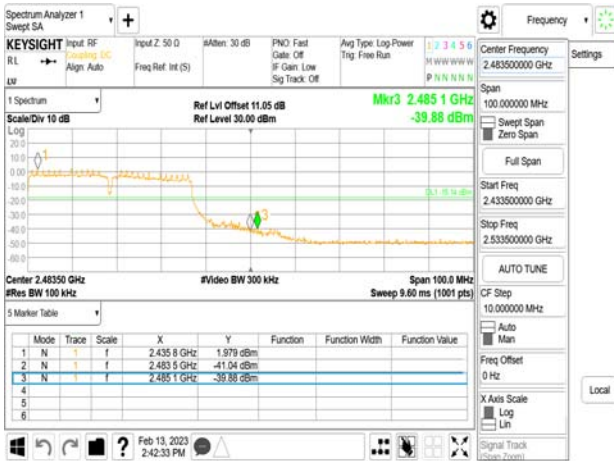 Spectrum Analyzer 1
Swept SA
Frequency
KEYSIGHT
RL
Input: RF
Coupling: DC
Align: Auto
Input Z: 50 Ω
Freq Ref: Int (S)
#Atten: 30 dB
PNO: Fast
Gate: Off
IF Gain: Low
Sig Track: Off
Avg Type: Log-Power
Trig: Free Run
1 2 3 4 5 6
M W W W W W
P N N N N N
1 Spectrum
Scale/Div 10 dB
Ref Lvl Offset 11.05 dB
Ref Level 30.00 dBm
Mkr3 2.485 1 GHz
-39.88 dBm
Log
20.0
10.0
0.00
-10.0
-20.0
-30.0
-40.0
-50.0
-60.0
1
3
Center 2.48350 GHz
#Video BW 300 kHz
Span 100.0 MHz
#Res BW 100 kHz
Sweep 9.60 ms (1001 pts)
5 Marker Table
Mode Trace Scale X Y Function Function Width Function Value
1 N 1 f 2.435 8 GHz 1.979 dBm
2 N 1 f 2.483 5 GHz -41.04 dBm
3 N 1 f 2.485 1 GHz -39.88 dBm
4
5
6
Feb 13, 2023
2:42:33 PM
Center Frequency
2.483500000 GHz
Span
100.000000 MHz
Swept Span
Zero Span
Full Span
Start Freq
2.433500000 GHz
Stop Freq
2.533500000 GHz
AUTO TUNE
CF Step
10.000000 MHz
Auto
Man
Freq Offset
0 Hz
X Axis Scale
Log
Lin
Signal Track
(Span Zoom)
Settings
Local